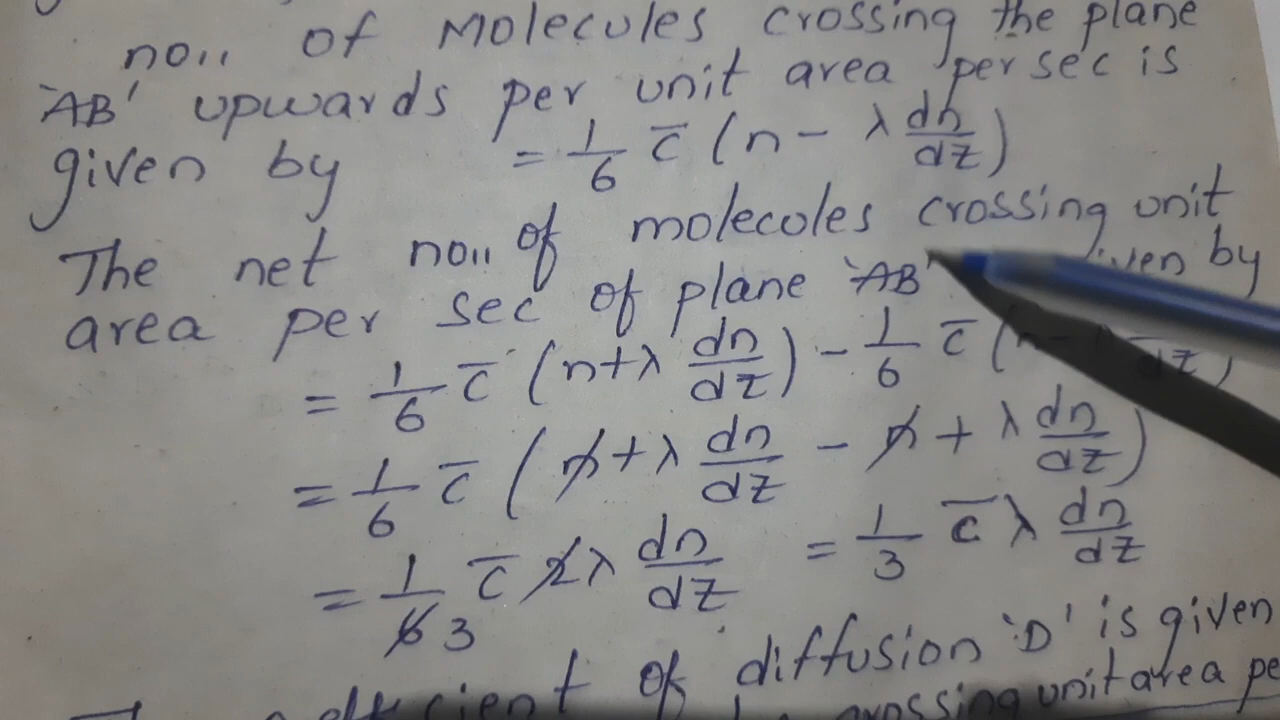 no.. of molecules crossing the plane
'AB' upwards per unit area per sec is
given by = 1/6 c̄ (n - λ dn/dz)
The net no.. of molecules crossing unit
area per sec of plane 'AB' by
= 1/6 c̄ (n+λ dn/dz) - 1/6 c̄ (n- dz)
= 1/6 c̄ (n+λ dn/dz - n + λ dn/dz)
= 1/6 3 c̄ 2λ dn/dz = 1/3 c̄ λ dn/dz
of diffusion 'D' is given
crossing unit area pe